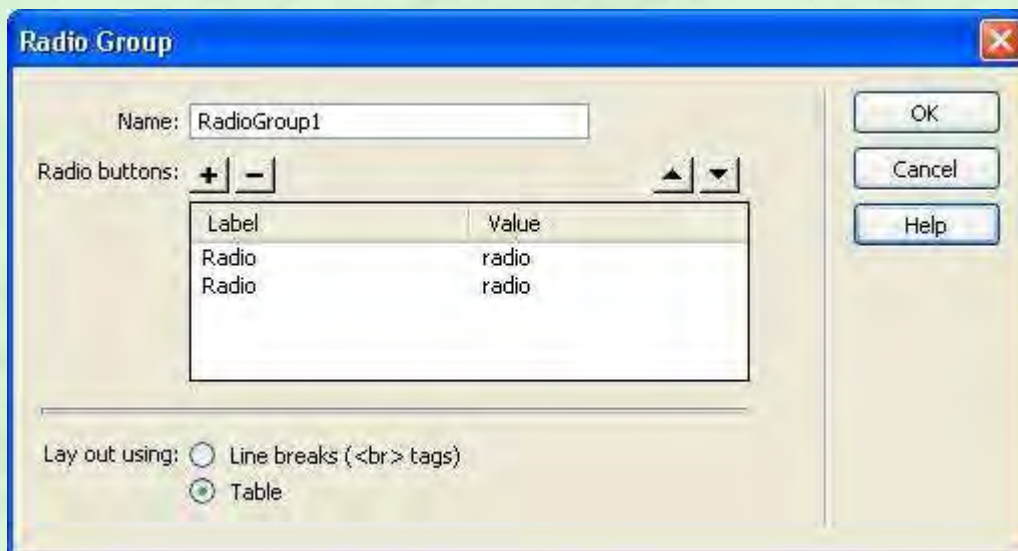 Radio Group
Name: RadioGroup1
OK
Radio buttons: + −
Cancel
Label Value
Help
Radio radio
Radio radio
Lay out using: Line breaks (<br> tags)
Table